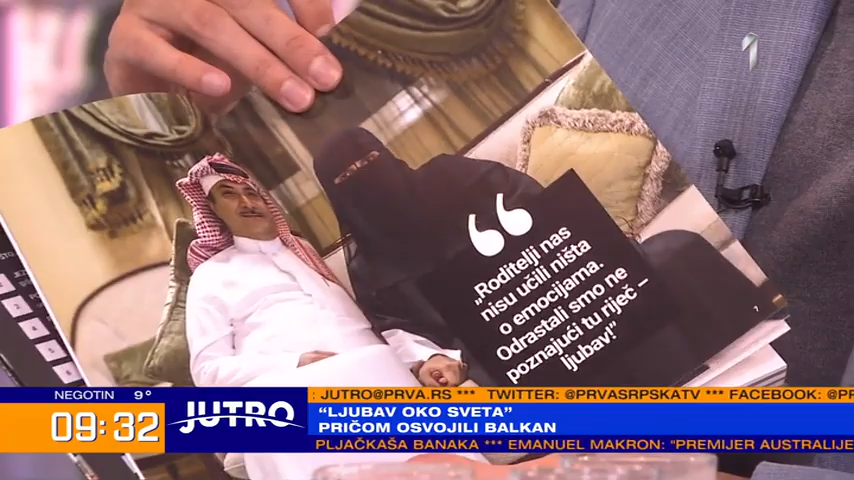 1
“
„Roditelji nas
nisu učili ništa
o emocijama.
Odrastali smo ne
poznajući tu riječ –
ljubav!”
7
NEGOTIN 9°
: JUTRO@PRVA.RS *** TWITTER: @PRVASRPSKATV *** FACEBOOK: @PR
09:32
JUTRO
“LJUBAV OKO SVETA”
PRIČOM OSVOJILI BALKAN
PLJAČKAŠA BANAKA *** EMANUEL MAKRON: "PREMIJER AUSTRALIJE